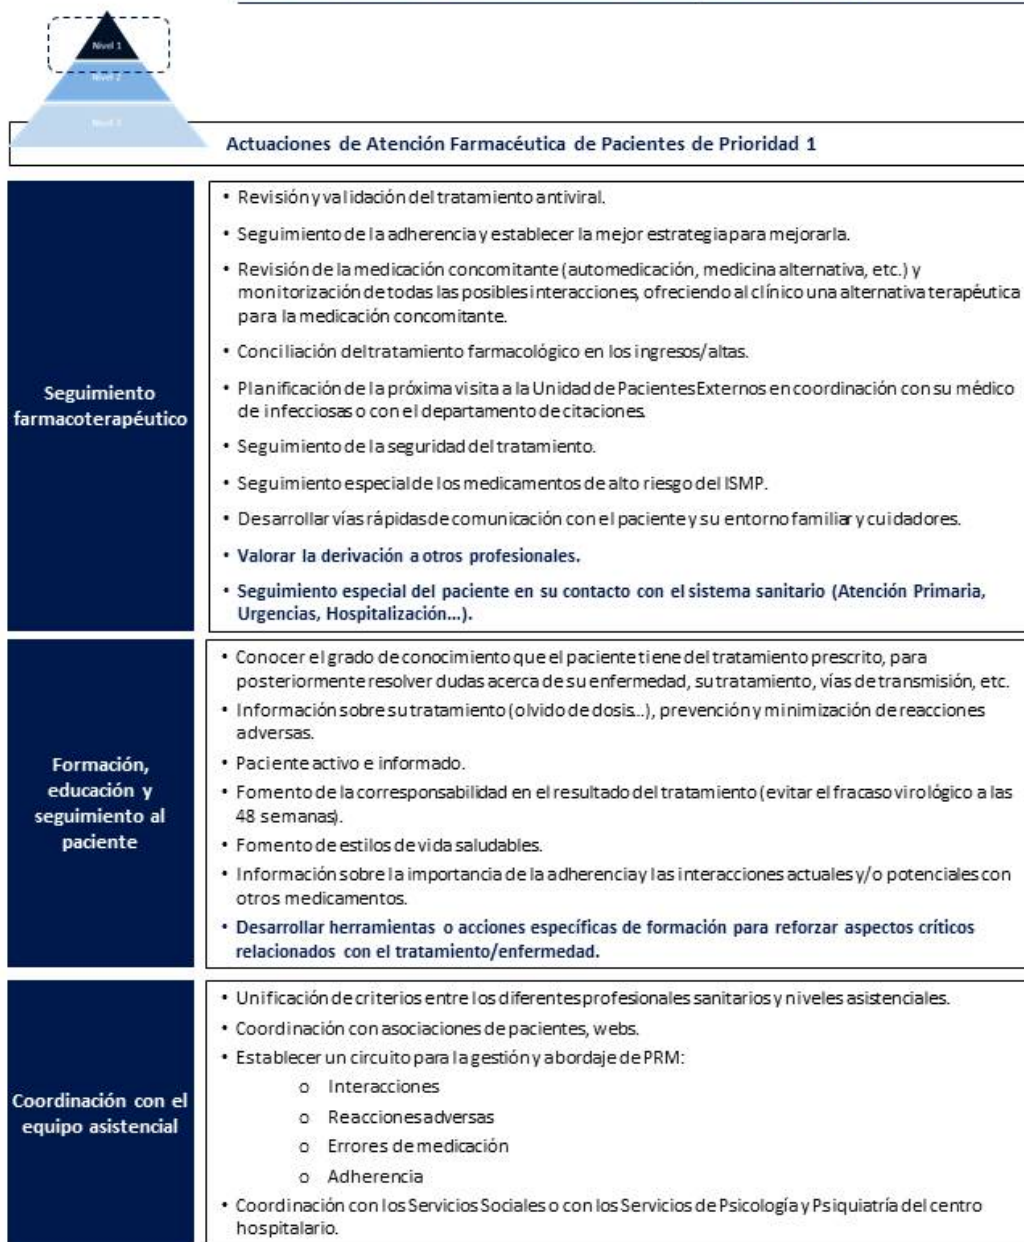 Nivel 1
Nivel 2
Nivel 3
Actuaciones de Atención Farmacéutica de Pacientes de Prioridad 1
Seguimiento
farmacoterapéutico
• Revisión y validación del tratamiento antiviral.
• Seguimiento de la adherencia y establecer la mejor estrategia para mejorarla.
• Revisión de la medicación concomitante (automedicación, medicina alternativa, etc.) y
monitorización de todas las posibles interacciones, ofreciendo al clínico una alternativa terapéutica
para la medicación concomitante.
• Conciliación del tratamiento farmacológico en los ingresos/altas.
• Planificación de la próxima visita a la Unidad de Pacientes Externos en coordinación con su médico
de infecciosas o con el departamento de citaciones.
• Seguimiento de la seguridad del tratamiento.
• Seguimiento especial de los medicamentos de alto riesgo del ISMP.
• Desarrollar vías rápidas de comunicación con el paciente y su entorno familiar y cuidadores.
• Valorar la derivación a otros profesionales.
• Seguimiento especial del paciente en su contacto con el sistema sanitario (Atención Primaria,
Urgencias, Hospitalización...).
Formación,
educación y
seguimiento al
paciente
• Conocer el grado de conocimiento que el paciente tiene del tratamiento prescrito, para
posteriormente resolver dudas acerca de su enfermedad, su tratamiento, vías de transmisión, etc.
• Información sobre su tratamiento (olvido de dosis...), prevención y minimización de reacciones
adversas.
• Paciente activo e informado.
• Fomento de la corresponsabilidad en el resultado del tratamiento (evitar el fracaso virológico a las
48 semanas).
• Fomento de estilos de vida saludables.
• Información sobre la importancia de la adherencia y las interacciones actuales y/o potenciales con
otros medicamentos.
• Desarrollar herramientas o acciones específicas de formación para reforzar aspectos críticos
relacionados con el tratamiento/enfermedad.
Coordinación con el
equipo asistencial
• Unificación de criterios entre los diferentes profesionales sanitarios y niveles asistenciales.
• Coordinación con asociaciones de pacientes, webs.
• Establecer un circuito para la gestión y abordaje de PRM:
o Interacciones
o Reacciones adversas
o Errores de medicación
o Adherencia
• Coordinación con los Servicios Sociales o con los Servicios de Psicología y Psiquiatría del centro
hospitalario.